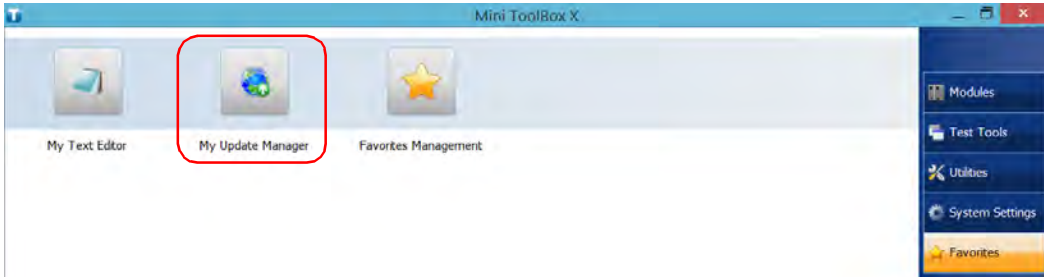 Mini ToolBox X
My Text Editor
My Update Manager
Favorites Management
Modules
Test Tools
Utilities
System Settings
Favorites